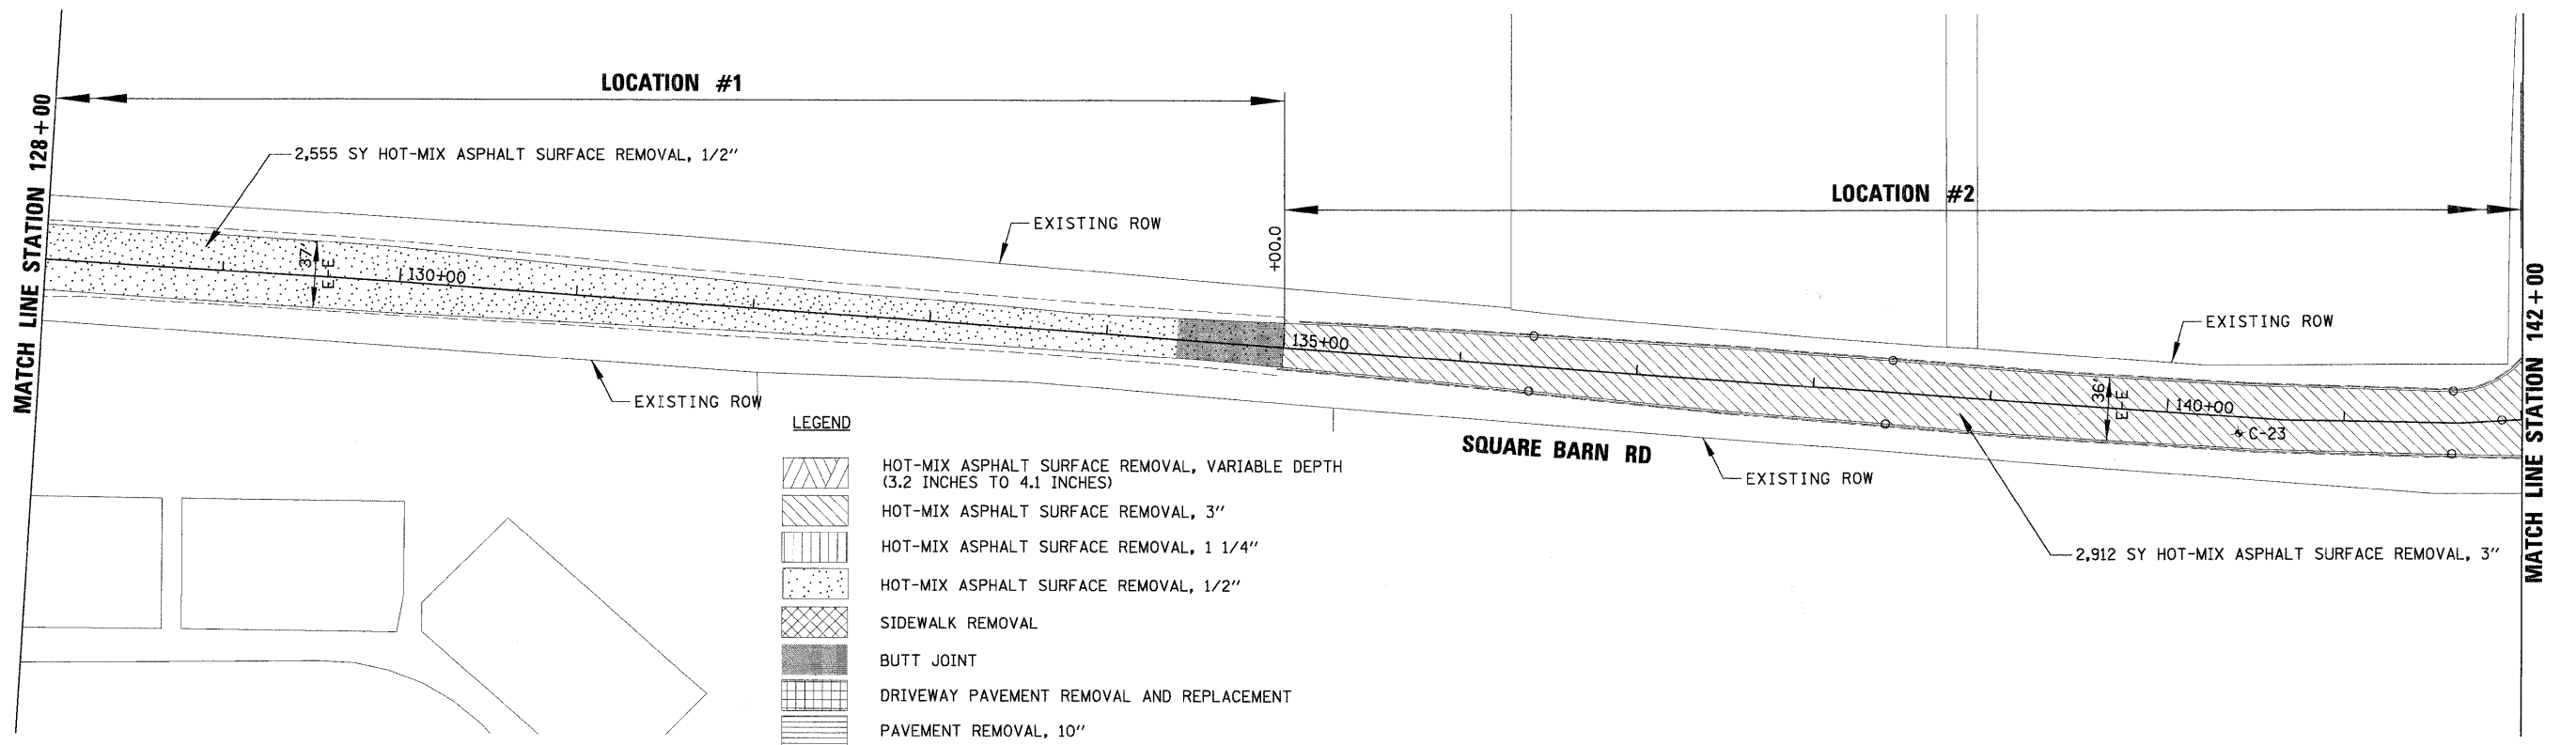 LOCATION #1
MATCH LINE STATION 128+00
2,555 SY HOT-MIX ASPHALT SURFACE REMOVAL, 1/2"
EXISTING ROW
LOCATION #2
+00.0
37'
E-E
130+00
135+00
EXISTING ROW
EXISTING ROW
36'
E-E
140+00
C-23
MATCH LINE STATION 142+00
SQUARE BARN RD
EXISTING ROW
2,912 SY HOT-MIX ASPHALT SURFACE REMOVAL, 3"
LEGEND
HOT-MIX ASPHALT SURFACE REMOVAL, VARIABLE DEPTH
(3.2 INCHES TO 4.1 INCHES)
HOT-MIX ASPHALT SURFACE REMOVAL, 3"
HOT-MIX ASPHALT SURFACE REMOVAL, 1 1/4"
HOT-MIX ASPHALT SURFACE REMOVAL, 1/2"
SIDEWALK REMOVAL
BUTT JOINT
DRIVEWAY PAVEMENT REMOVAL AND REPLACEMENT
PAVEMENT REMOVAL, 10"